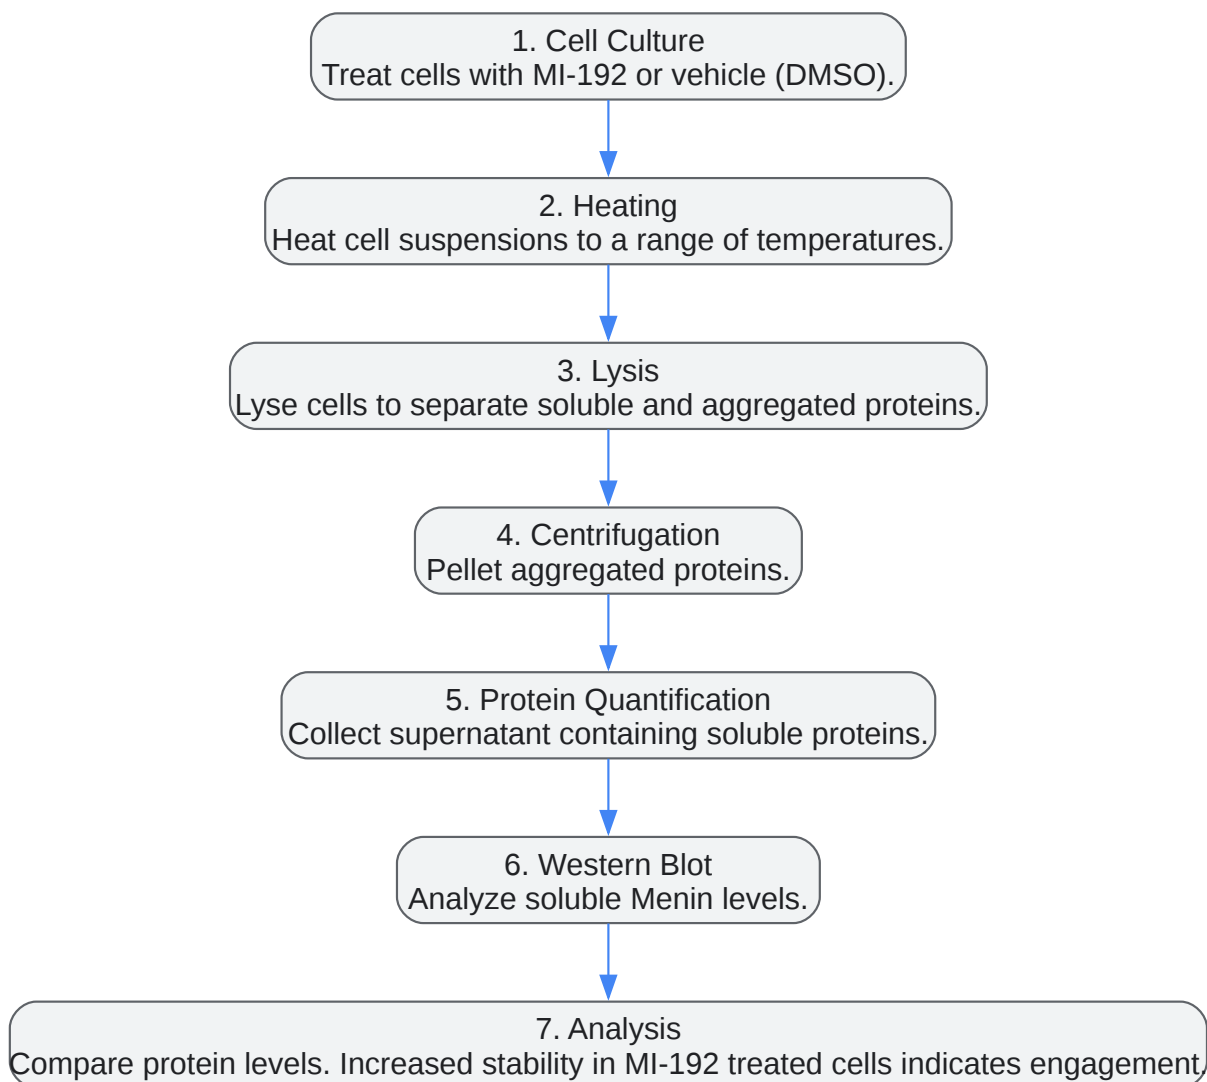 1. Cell Culture
Treat cells with MI-192 or vehicle (DMSO).
2. Heating
Heat cell suspensions to a range of temperatures.
3. Lysis
Lyse cells to separate soluble and aggregated proteins.
4. Centrifugation
Pellet aggregated proteins.
5. Protein Quantification
Collect supernatant containing soluble proteins.
6. Western Blot
Analyze soluble Menin levels.
7. Analysis
Compare protein levels. Increased stability in MI-192 treated cells indicates engagement.